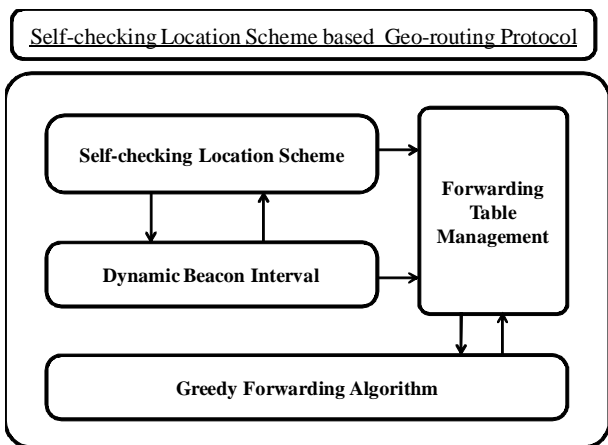 Self-checking Location Scheme based Geo-routing Protocol
Self-checking Location Scheme
Forwarding
Table
Management
Dynamic Beacon Interval
Greedy Forwarding Algorithm